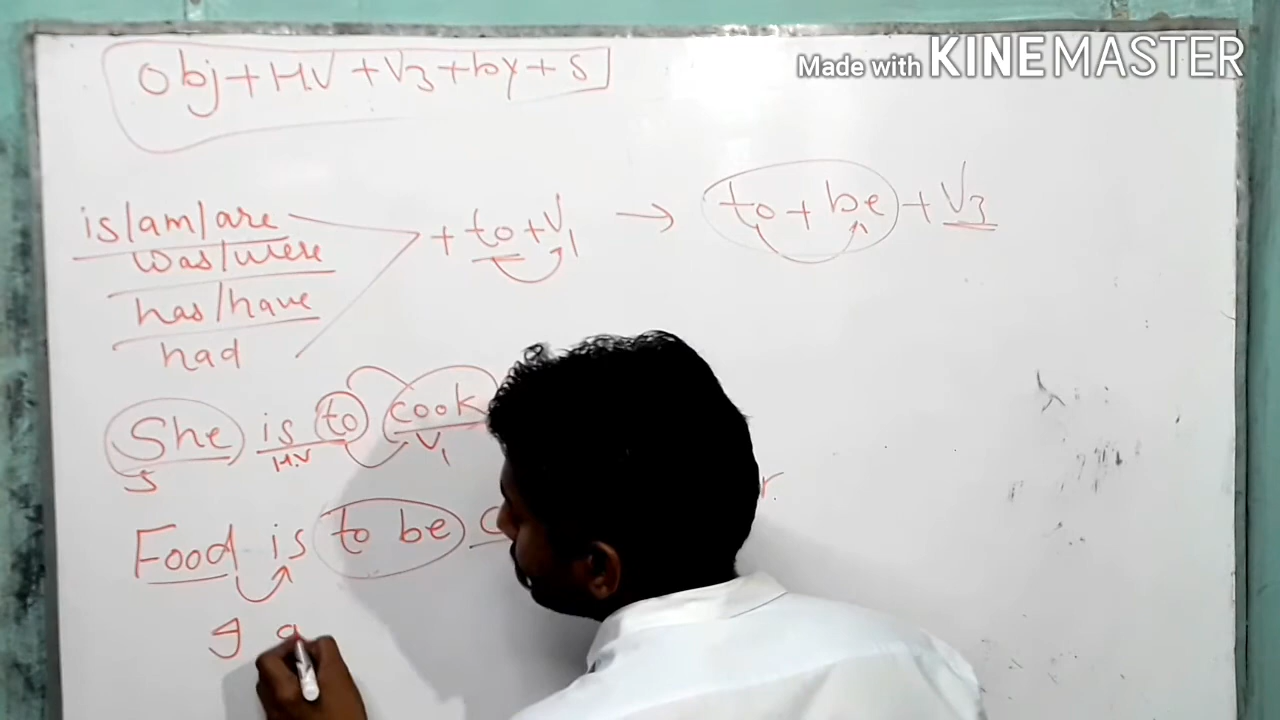 Made with KINEMASTER
Obj+H.V+V3+by+S
is/am/are
was/were
has/have
had
+ to+V1 → to+be+V3
She is to cook
S H.V V1
Food is to be